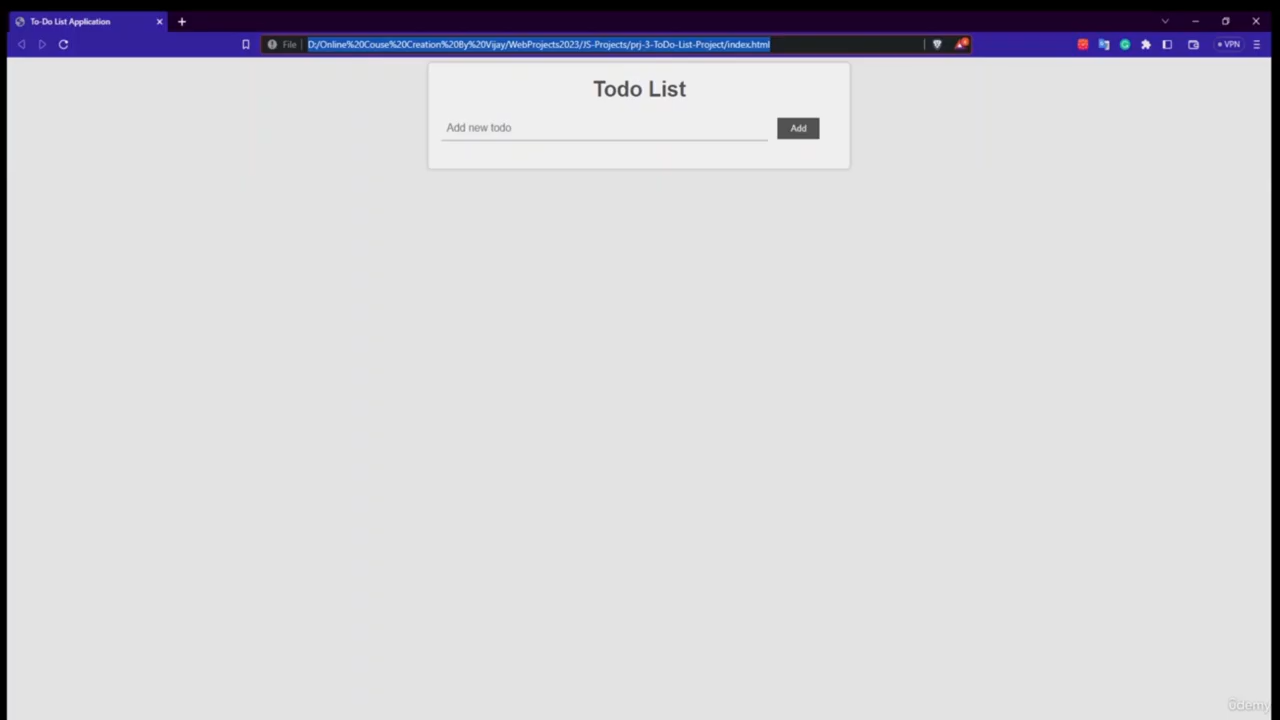 To-Do List Application
File
D:/Online%20Couse%20Creation%20By%20Vijay/WebProjects2023/JS-Projects/prj-3-ToDo-List-Project/index.html
VPN
Todo List
Add new todo
Add
ûdemy